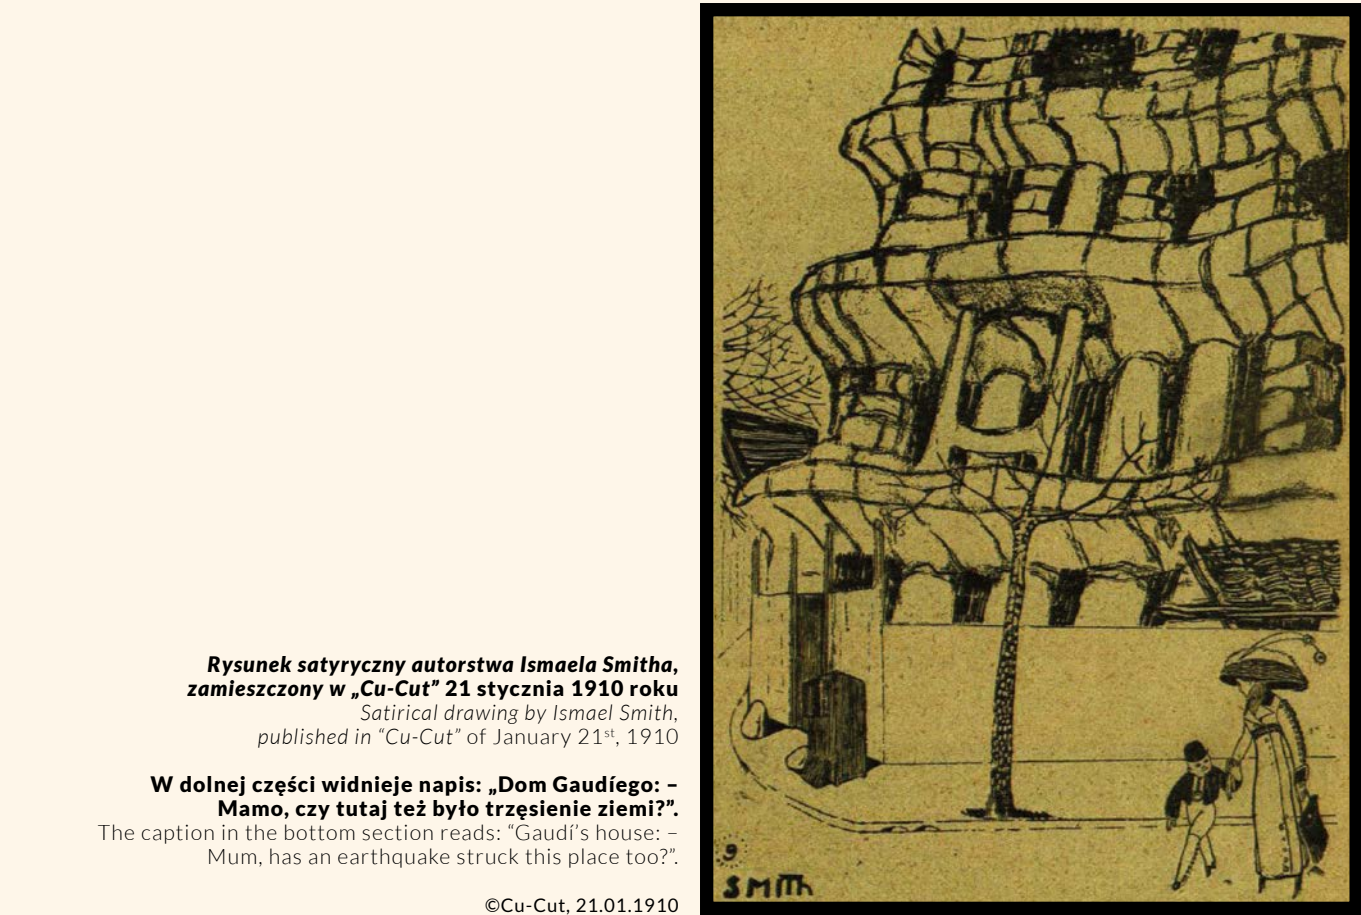 Rysunek satyryczny autorstwa Ismaela Smitha,
zamieszczony w „Cu-Cut” 21 stycznia 1910 roku
Satirical drawing by Ismael Smith,
published in “Cu-Cut” of January 21st, 1910
W dolnej części widnieje napis: „Dom Gaudíego: –
Mamo, czy tutaj też było trzęsienie ziemi?”.
The caption in the bottom section reads: “Gaudí’s house: –
Mum, has an earthquake struck this place too?”.
©Cu-Cut, 21.01.1910
9
SMITh